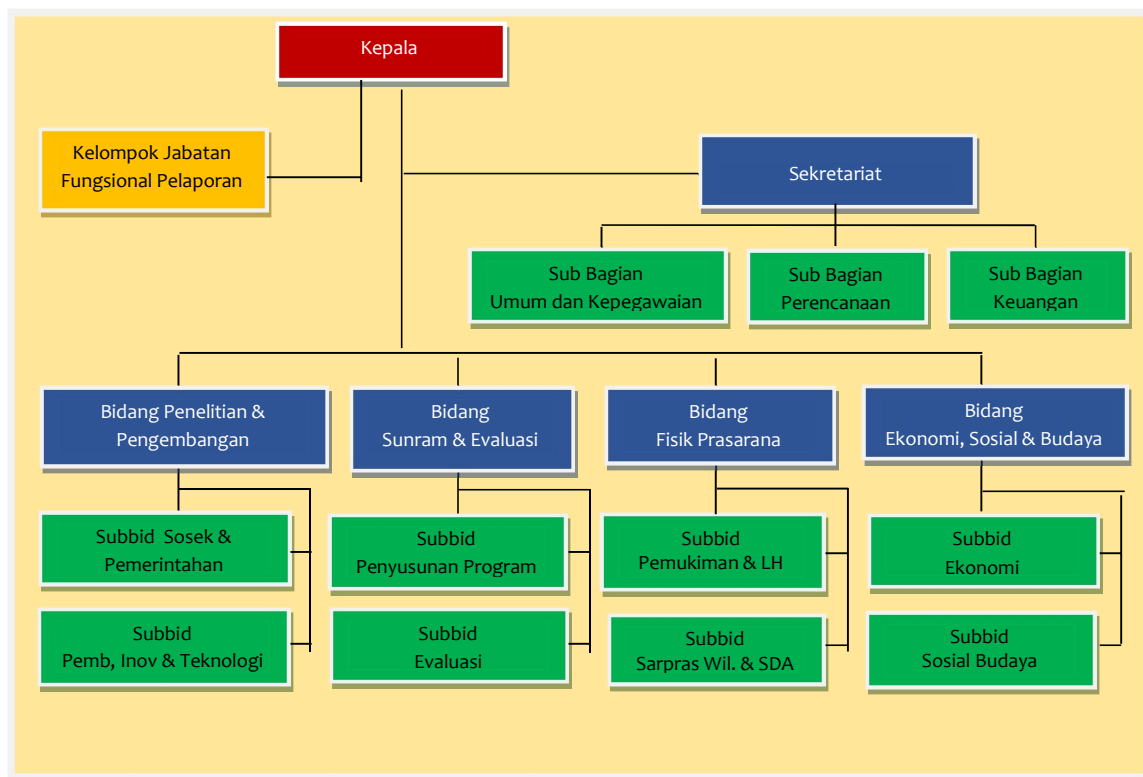 Kepala
Kelompok Jabatan
Fungsional Pelaporan
Sekretariat
Sub Bagian
Umum dan Kepegawaian
Sub Bagian
Perencanaan
Sub Bagian
Keuangan
Bidang Penelitian &
Pengembangan
Bidang
Sunram & Evaluasi
Bidang
Fisik Prasarana
Bidang
Ekonomi, Sosial & Budaya
Subbid Sosek &
Pemerintahan
Subbid
Penyusunan Program
Subbid
Pemukiman & LH
Subbid
Ekonomi
Subbid
Pemb, Inov & Teknologi
Subbid
Evaluasi
Subbid
Sarpras Wil. & SDA
Subbid
Sosial Budaya